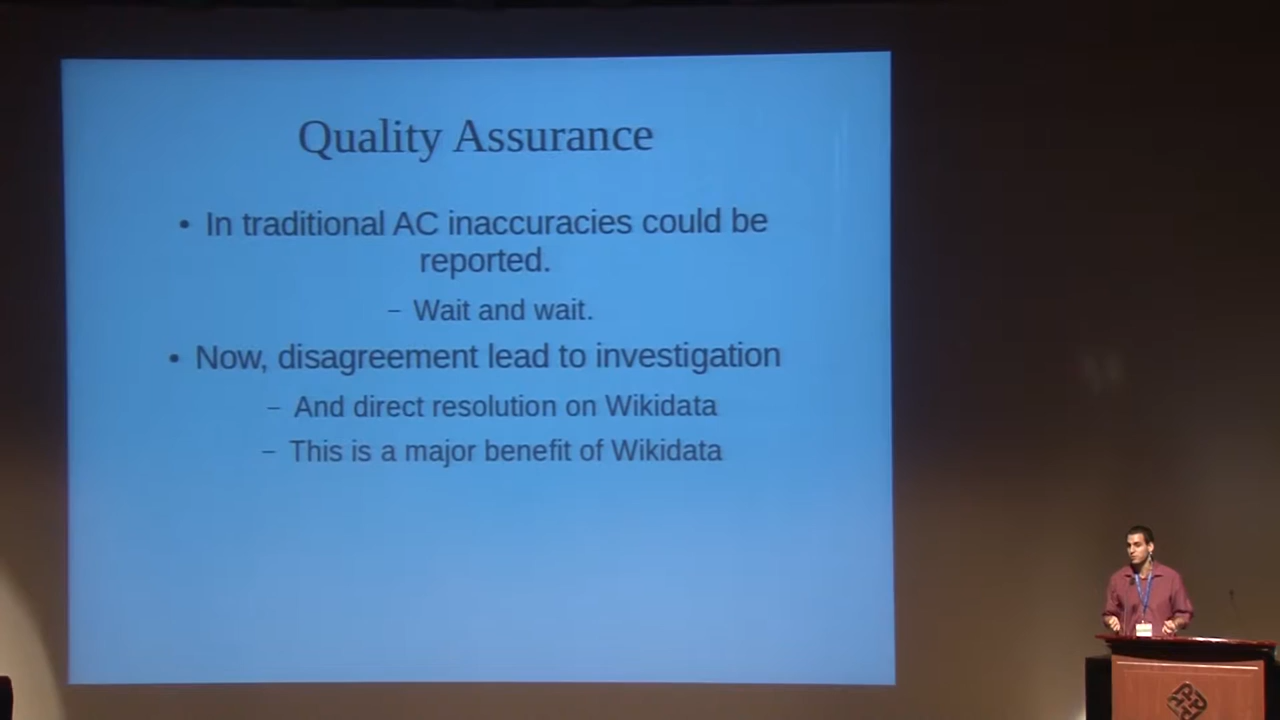 Quality Assurance
• In traditional AC inaccuracies could be
reported.
– Wait and wait.
• Now, disagreement lead to investigation
– And direct resolution on Wikidata
– This is a major benefit of Wikidata